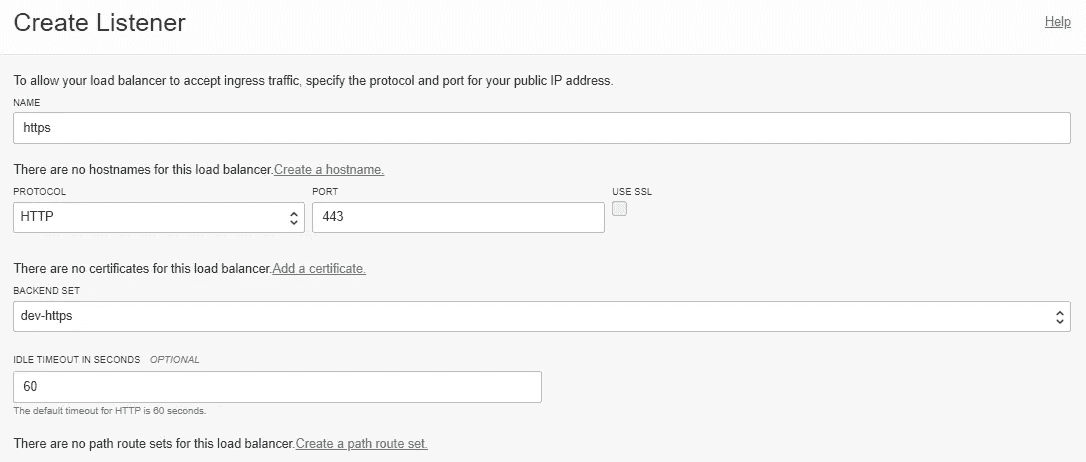 Create Listener
Help
To allow your load balancer to accept ingress traffic, specify the protocol and port for your public IP address.
NAME
https
There are no hostnames for this load balancer.Create a hostname.
PROTOCOL PORT USE SSL
HTTP 443
There are no certificates for this load balancer.Add a certificate.
BACKEND SET
dev-https
IDLE TIMEOUT IN SECONDS OPTIONAL
60
The default timeout for HTTP is 60 seconds.
There are no path route sets for this load balancer.Create a path route set.